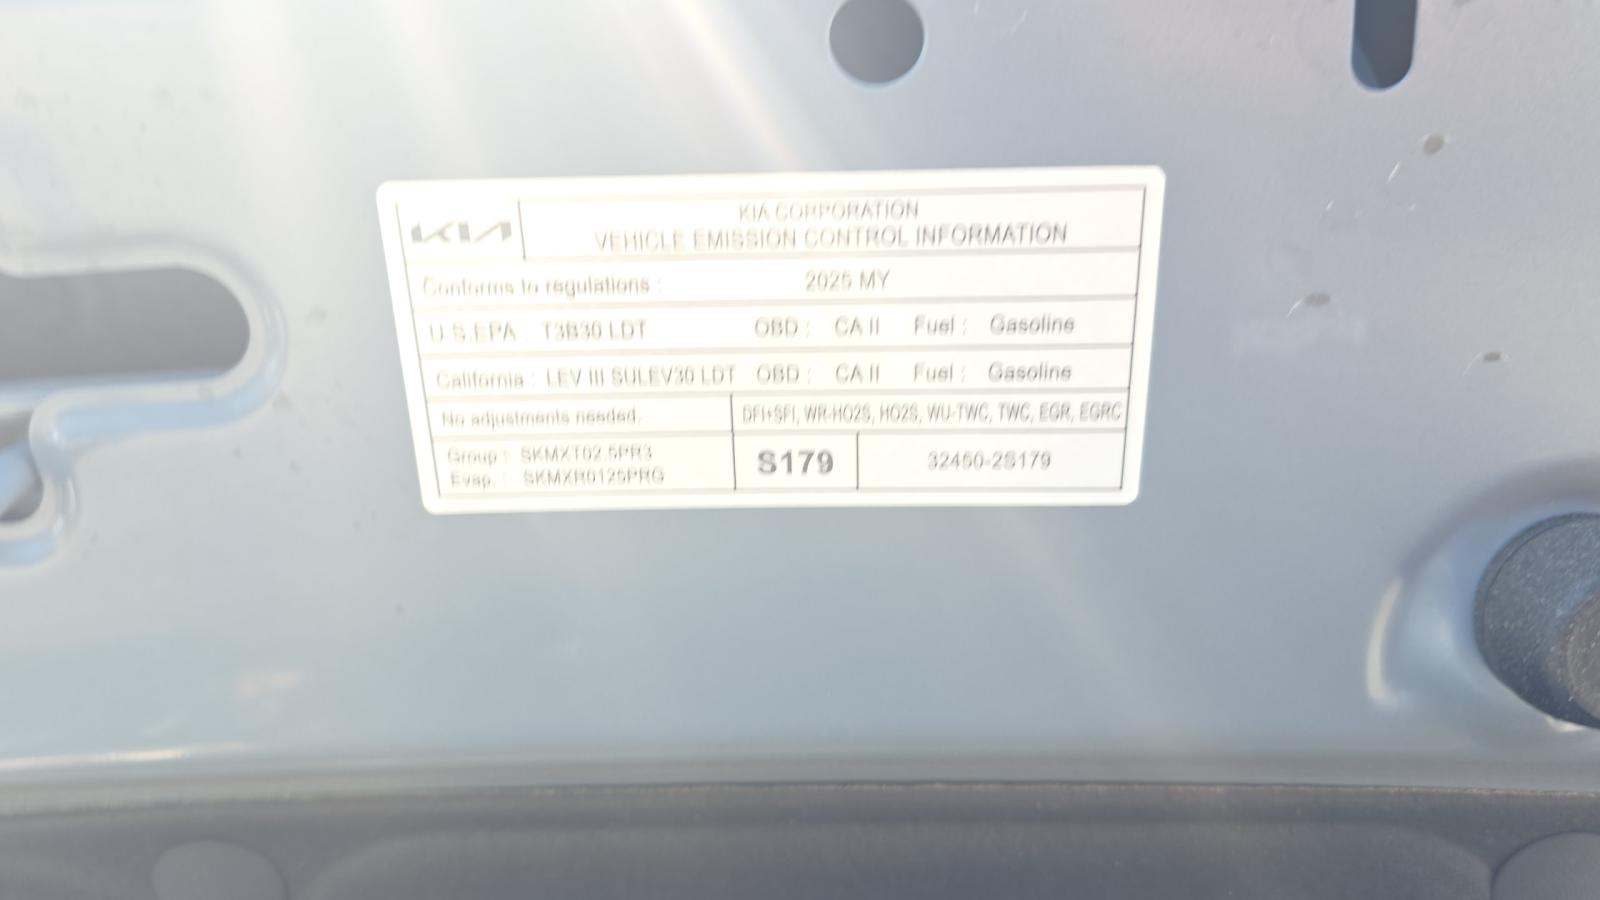 KIA KIA CORPORATION
VEHICLE EMISSION CONTROL INFORMATION
Conforms to regulations : 2025 MY
U.S.EPA : T3B30 LDT OBD : CA II Fuel : Gasoline
California : LEV III SULEV30 LDT OBD : CA II Fuel : Gasoline
No adjustments needed. DFI+SFI, WR-HO2S, HO2S, WU-TWC, TWC, EGR, EGRC
Group : SKMXT02.5PR3 S179 32450-2S179
Evap. : SKMXR0125PRG